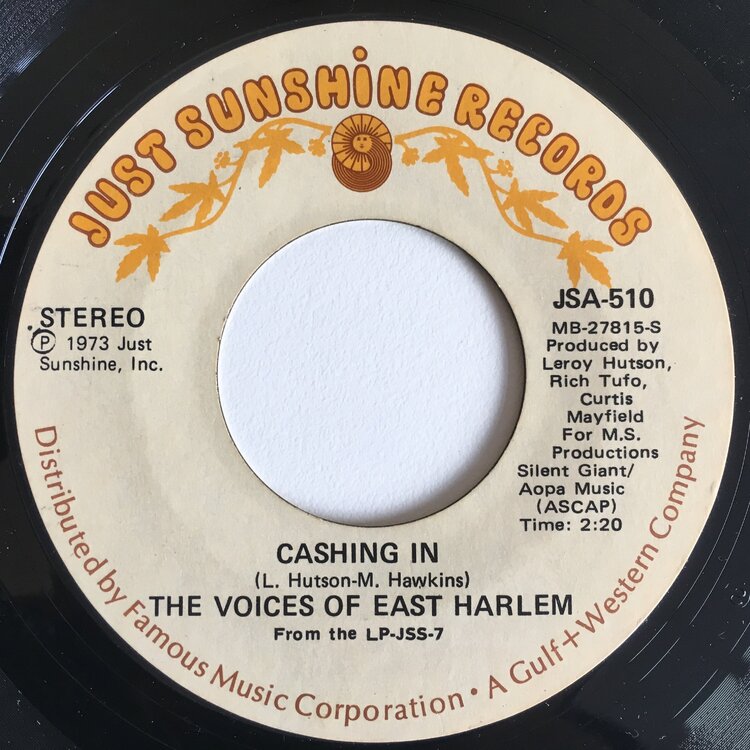 JUST SUNSHINE RECORDS
STEREO
Ⓟ 1973 Just
Sunshine, Inc.
JSA-510
MB-27815-S
Produced by
Leroy Hutson,
Rich Tufo,
Curtis
Mayfield
For M.S.
Productions
Silent Giant/
Aopa Music
(ASCAP)
Time: 2:20
CASHING IN
(L. Hutson-M. Hawkins)
THE VOICES OF EAST HARLEM
From the LP-JSS-7
Distributed by Famous Music Corporation • A Gulf+Western Company